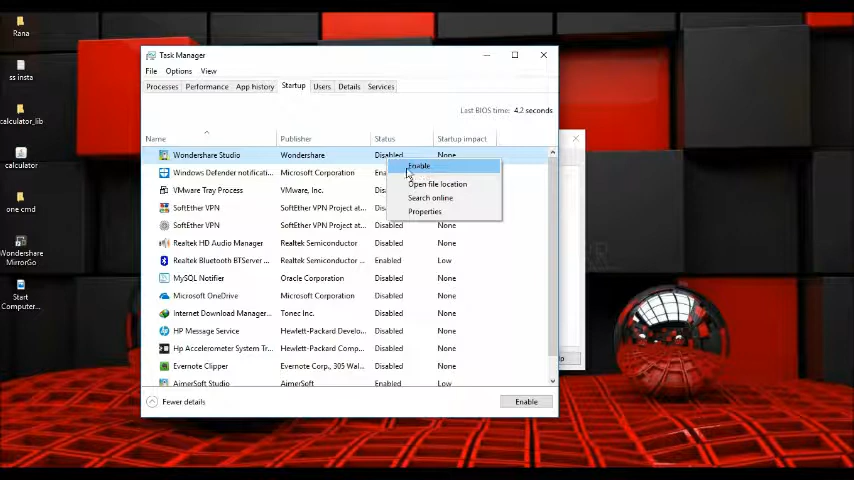 Rana
ss insta
calculator_lib
calculator
one cmd
Wondershare
MirrorGo
Start
Computer...
Task Manager
File Options View
Processes Performance App history Startup Users Details Services
Last BIOS time: 4.2 seconds
Name Publisher Status Startup impact
Wondershare Studio Wondershare Disabled None
Windows Defender notificati... Microsoft Corporation
VMware Tray Process VMware, Inc.
SoftEther VPN SoftEther VPN Project at...
SoftEther VPN SoftEther VPN Project at... Disabled None
Realtek HD Audio Manager Realtek Semiconductor Disabled None
Realtek Bluetooth BTServer ... Realtek Semiconductor Enabled Low
MySQL Notifier Oracle Corporation Disabled None
Microsoft OneDrive Microsoft Corporation Disabled None
Internet Download Manager... Tonec Inc. Disabled None
HP Message Service Hewlett-Packard Develo... Disabled None
Hp Accelerometer System Tr... Hewlett-Packard Develo... Disabled None
Evernote Clipper Evernote Corp., 305 Wal... Disabled None
AimerSoft Studio AimerSoft Enabled Low
Enable
Open file location
Search online
Properties
Fewer details
Enable